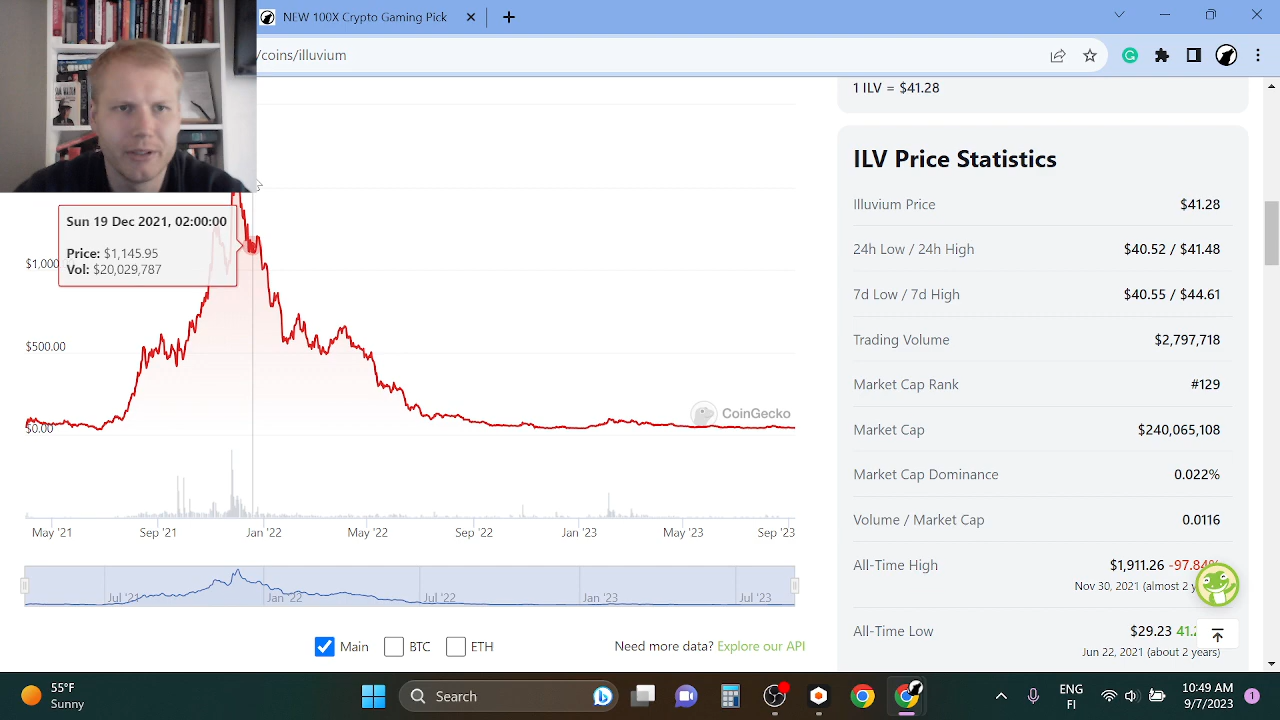 NEW 100X Crypto Gaming Pick
/coins/illuvium
1 ILV = $41.28
ILV Price Statistics
Illuvium Price $41.28
24h Low / 24h High $40.52 / $41.48
7d Low / 7d High $40.55 / $44.61
Trading Volume $2,797,718
Market Cap Rank #129
Market Cap $240,065,108
Market Cap Dominance 0.022%
Volume / Market Cap 0.0116
All-Time High $1,911.26 -97.84%
Nov 30, 2021 (almost 2 y
All-Time Low $29.23 41.2
Jun 22, 2021 (about 2 years)
Sun 19 Dec 2021, 02:00:00
Price: $1,145.95
Vol: $20,029,787
$1,000
$500.00
$0.00
CoinGecko
May '21 Sep '21 Jan '22 May '22 Sep '22 Jan '23 May '23 Sep '23
Jul '21 Jan '22 Jul '22 Jan '23 Jul '23
Main BTC ETH
Need more data? Explore our API
55°F
Sunny
Search
ENG
FI
10:49 AM
9/7/2023
1